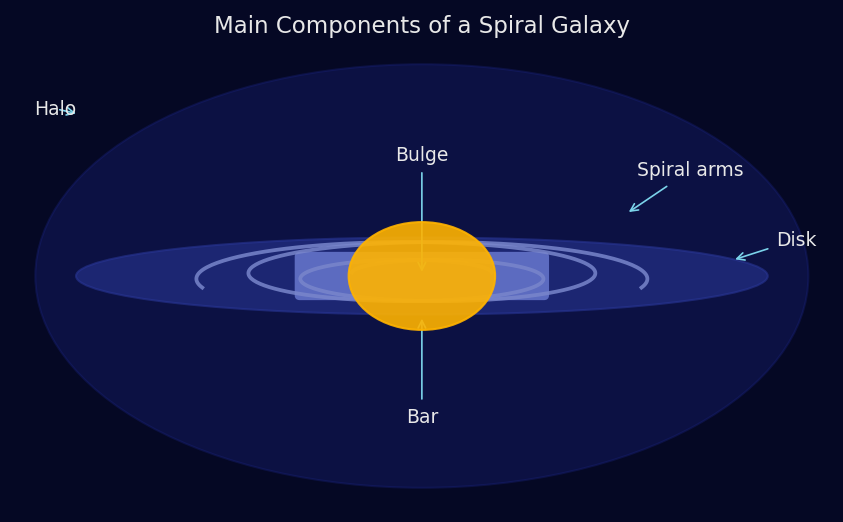 Main Components of a Spiral Galaxy
Halo
Bulge
Spiral arms
Disk
Bar